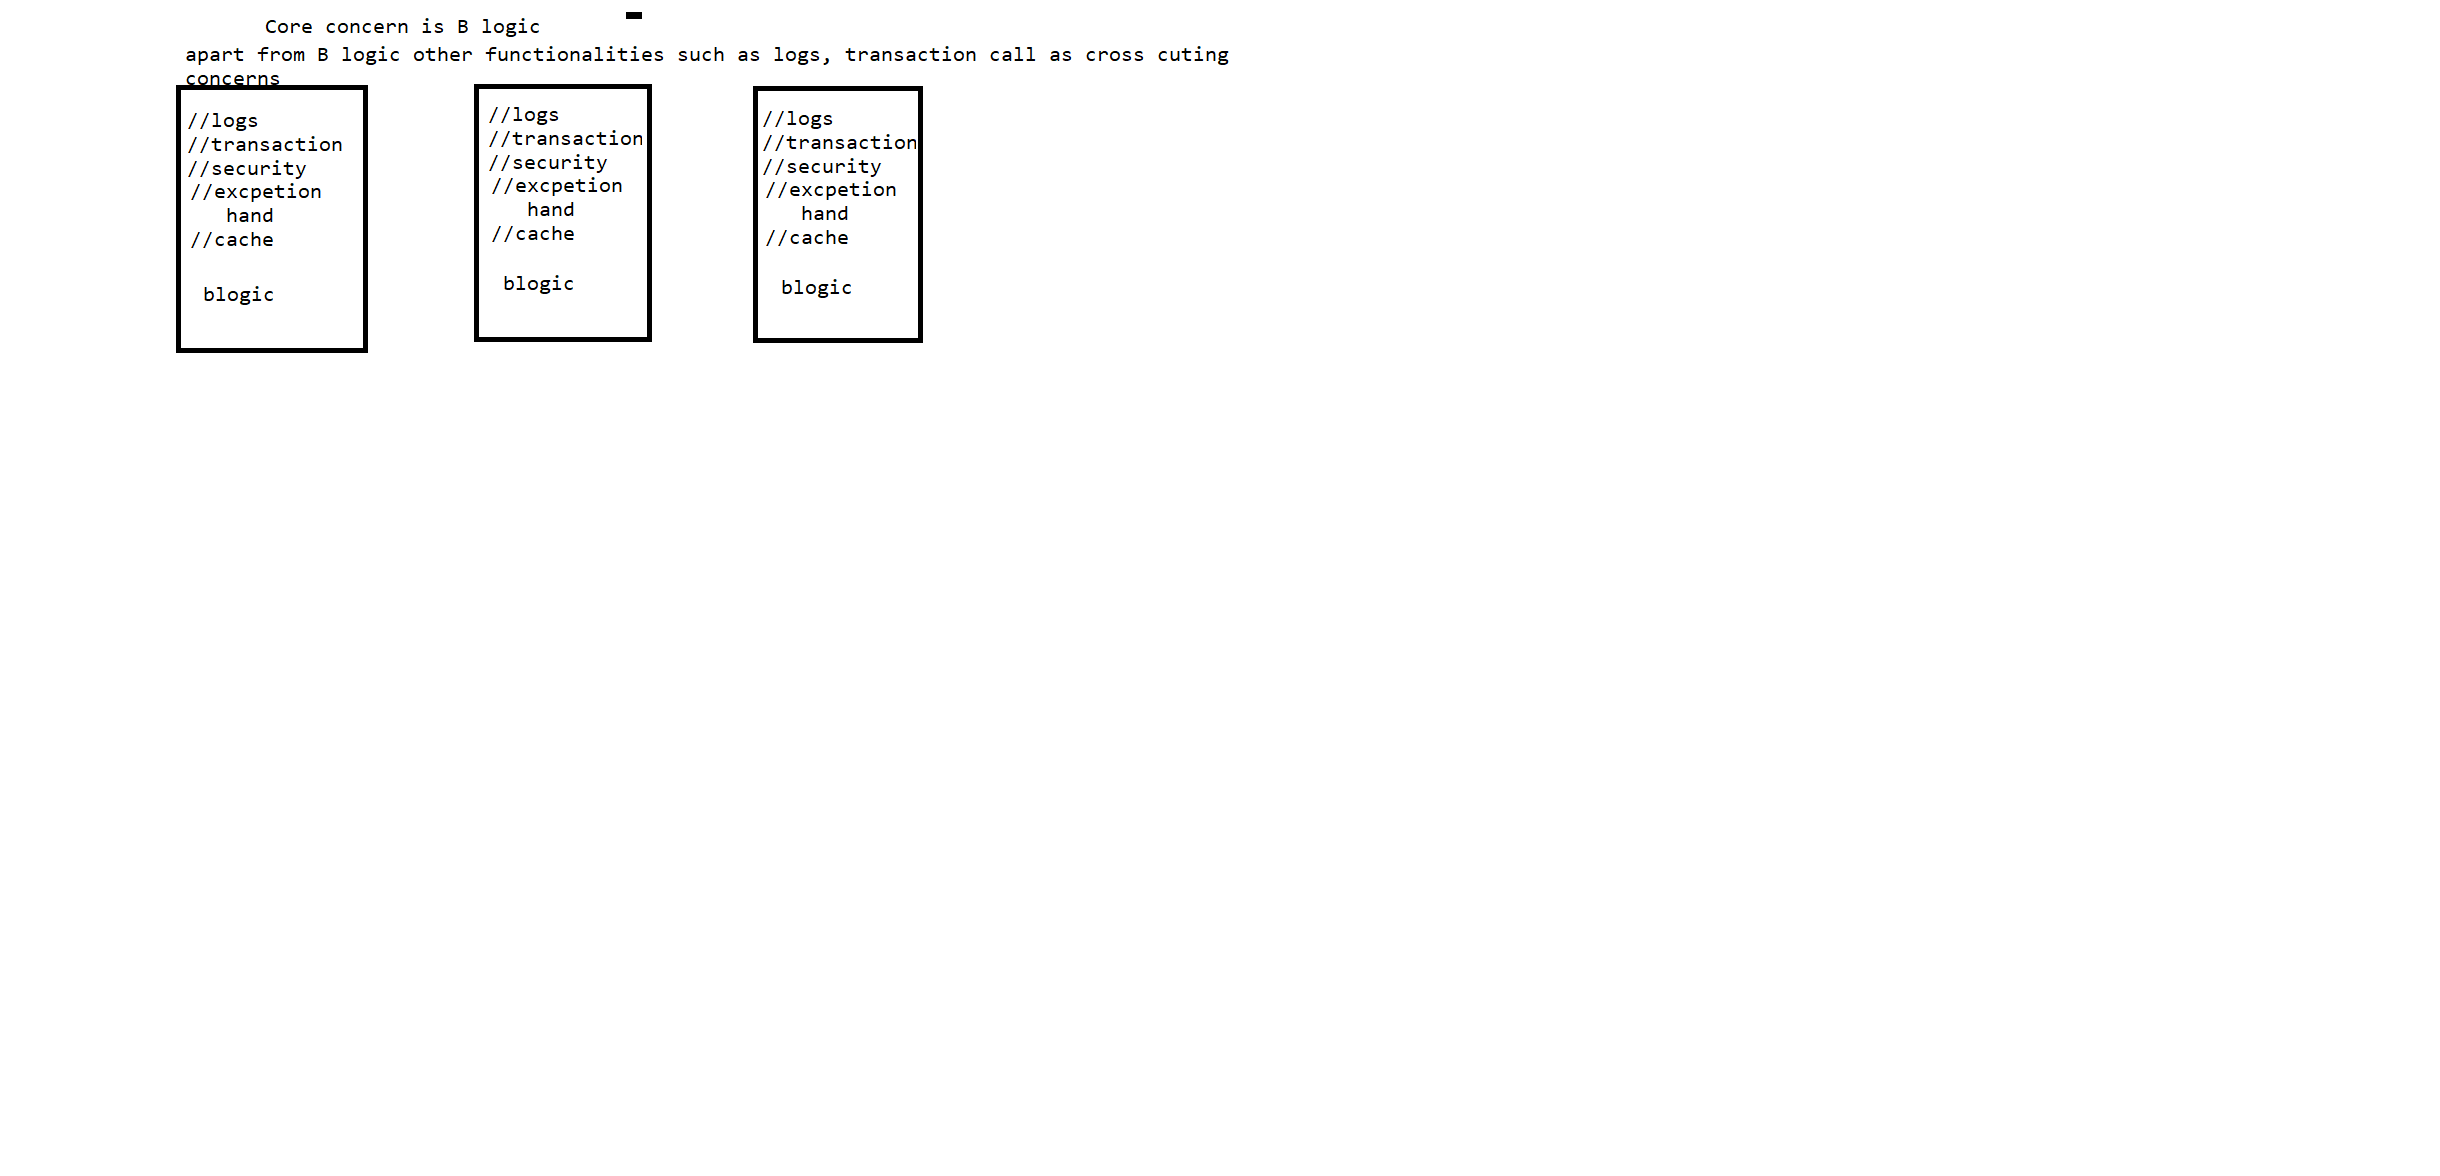 Core concern is B logic
apart from B logic other functionalities such as logs, transaction call as cross cuting
concerns
//logs
//transaction
//security
//excpetion
hand
//cache
blogic
//logs
//transaction
//security
//excpetion
hand
//cache
blogic
//logs
//transaction
//security
//excpetion
hand
//cache
blogic